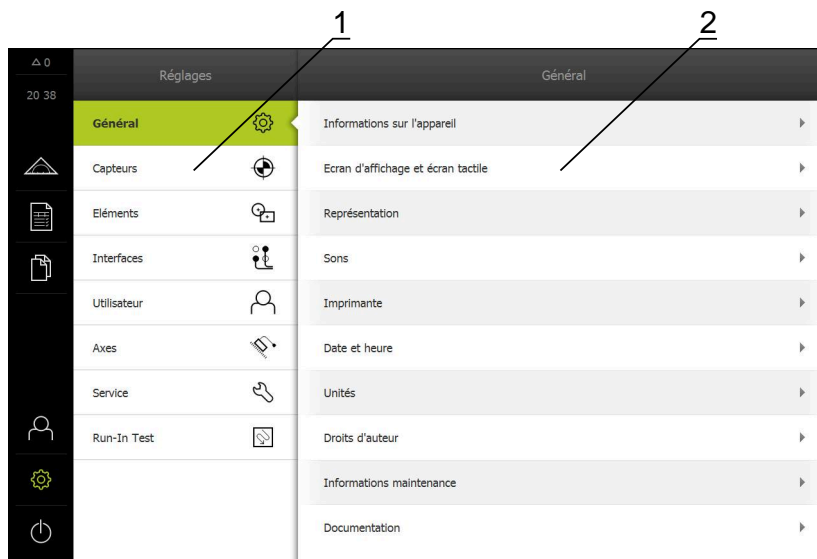 1
2
0
20 38
Réglages
Général
Général
Capteurs
Eléments
Interfaces
Utilisateur
Axes
Service
Run-In Test
Informations sur l'appareil
Ecran d'affichage et écran tactile
Représentation
Sons
Imprimante
Date et heure
Unités
Droits d'auteur
Informations maintenance
Documentation